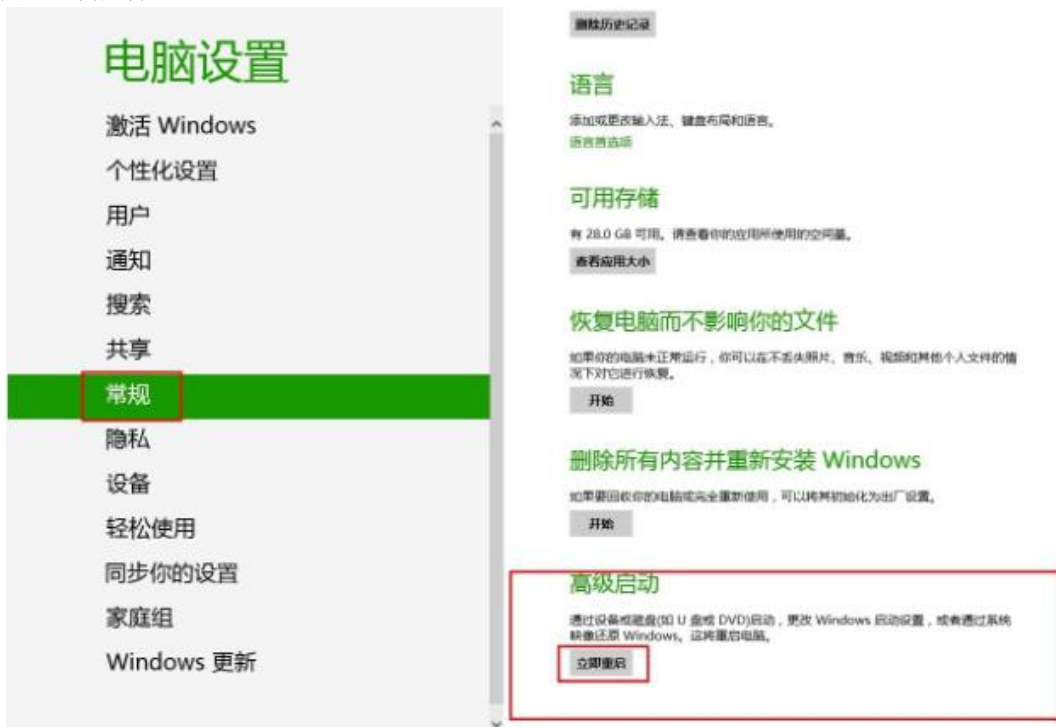 电脑设置
激活 Windows
个性化设置
用户
通知
搜索
共享
常规
隐私
设备
轻松使用
同步你的设置
家庭组
Windows 更新
删除历史记录
语言
添加或更改输入法、键盘布局和语言。
语言首选项
可用存储
有 28.0 GB 可用。请查看你的应用所使用的空间量。
查看应用大小
恢复电脑而不影响你的文件
如果你的电脑未正常运行，你可以在不丢失照片、音乐、视频和其他个人文件的情
况下对它进行恢复。
开始
删除所有内容并重新安装 Windows
如果要回收你的电脑或完全重新使用，可以将其初始化为出厂设置。
开始
高级启动
通过设备或磁盘(如 U 盘或 DVD)启动，更改 Windows 启动设置，或者通过系统
映像还原 Windows。这将重启电脑。
立即重启